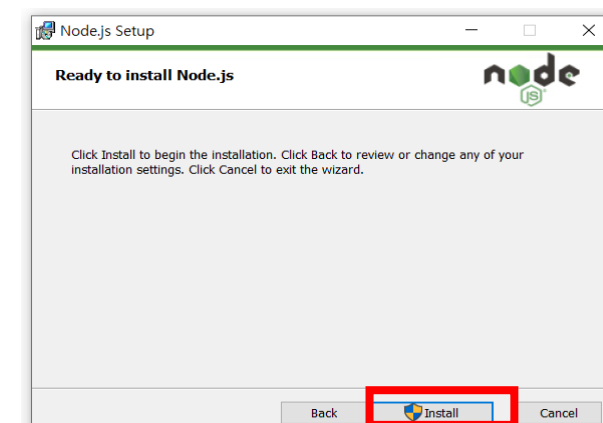 Node.js Setup
Ready to install Node.js
node
JS
Click Install to begin the installation. Click Back to review or change any of your
installation settings. Click Cancel to exit the wizard.
Back
Install
Cancel